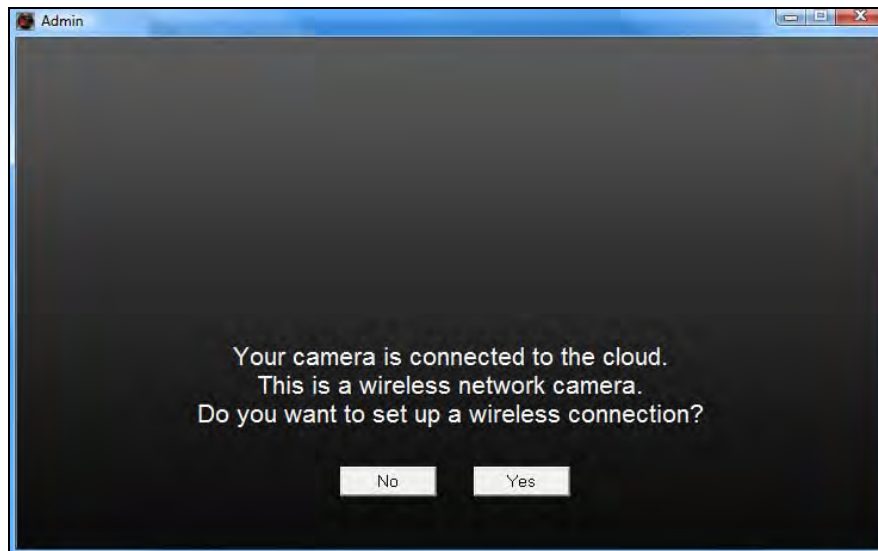 Admin
Your camera is connected to the cloud.
This is a wireless network camera.
Do you want to set up a wireless connection?
No Yes